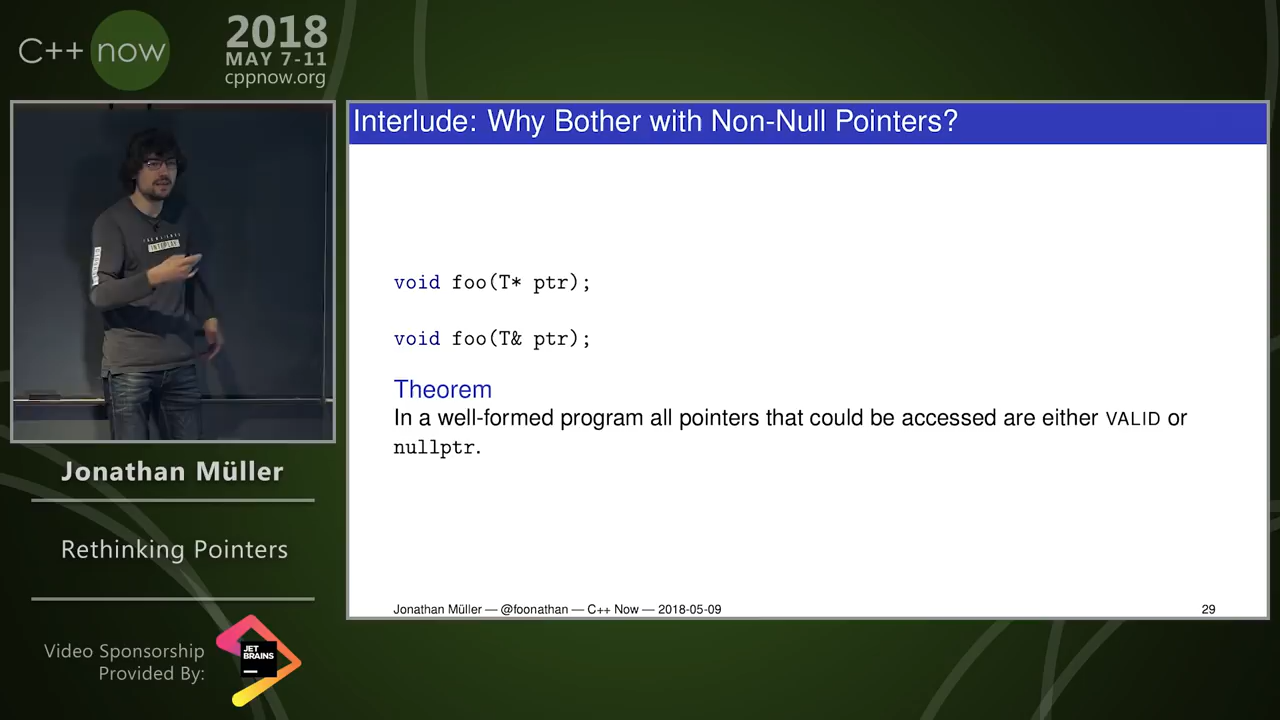 C++ now
2018
MAY 7-11
cppnow.org
Interlude: Why Bother with Non-Null Pointers?
void foo(T* ptr);
void foo(T& ptr);
Theorem
In a well-formed program all pointers that could be accessed are either VALID or
nullptr.
Jonathan Müller — @foonathan — C++ Now — 2018-05-09
29
Jonathan Müller
Rethinking Pointers
Video Sponsorship
Provided By:
JET
BRAINS